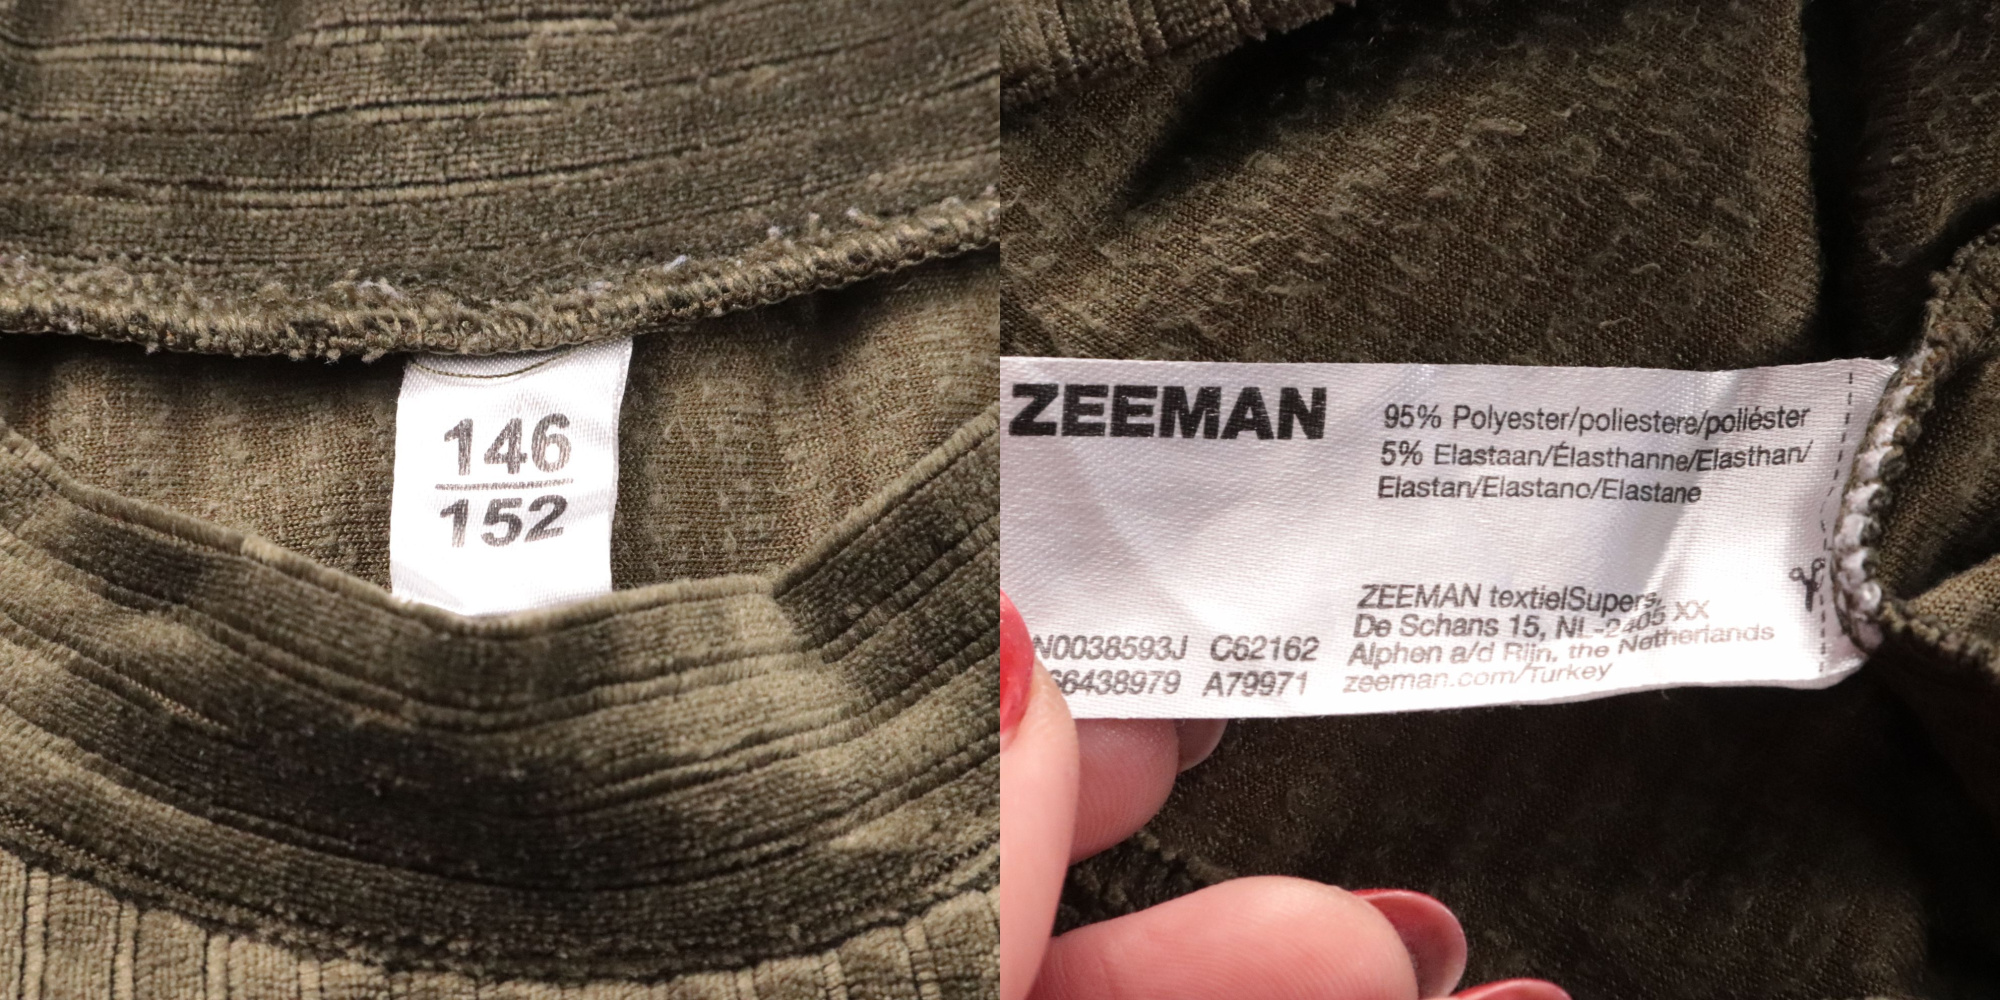 146
152
ZEEMAN
95% Polyester/poliestere/poliéster
5% Elastaan/Élasthanne/Elasthan/
Elastan/Elastano/Elastane
N0038593J C62162
66438979 A79971
ZEEMAN textielSupers,
De Schans 15, NL-2405 XX
Alphen a/d Rijn, the Netherlands
zeeman.com/Turkey